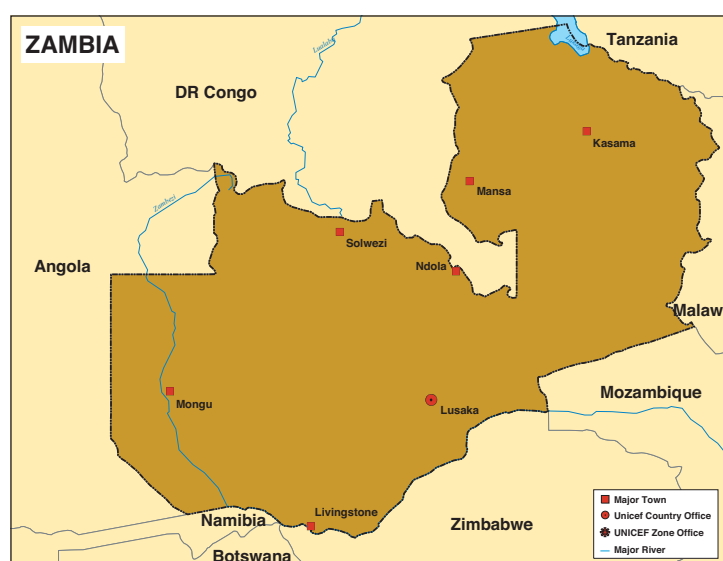 ZAMBIA
Tanzania
DR Congo
Kasama
Mansa
Zambezi
Solwezi
Angola
Ndola
Malaw
Mozambique
Mongu
Lusaka
Livingstone
Namibia
Zimbabwe
Botswana
Major Town
Unicef Country Office
UNICEF Zone Office
Major River